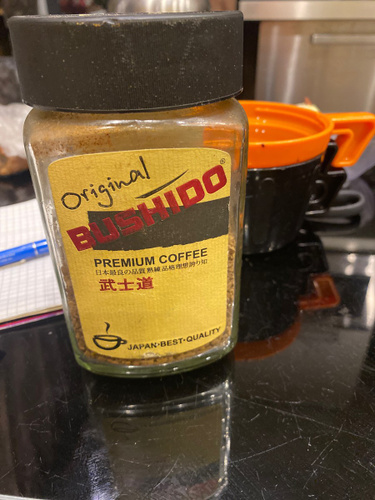 Original
BUSHIDO®
PREMIUM COFFEE
武士道
JAPAN•BEST•QUALITY